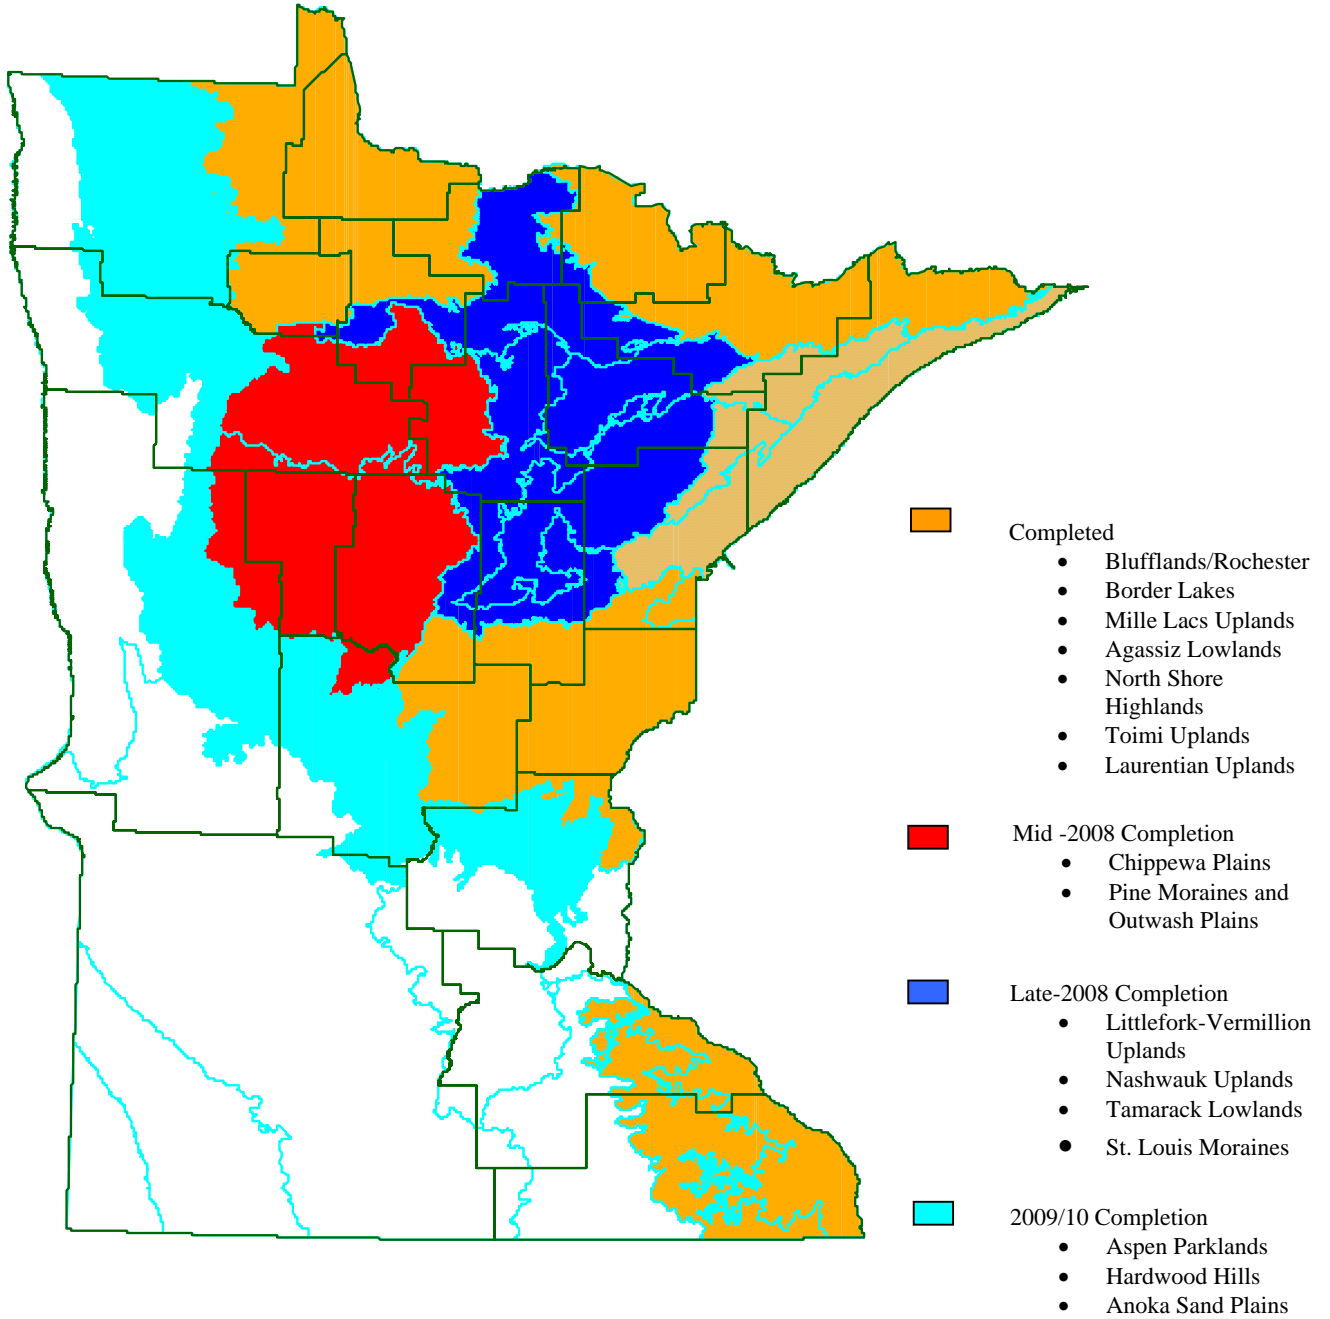 Completed
• Blufflands/Rochester
• Border Lakes
• Mille Lacs Uplands
• Agassiz Lowlands
• North Shore
Highlands
• Toimi Uplands
• Laurentian Uplands
Mid -2008 Completion
• Chippewa Plains
• Pine Moraines and
Outwash Plains
Late-2008 Completion
• Littlefork-Vermillion
Uplands
• Nashwauk Uplands
• Tamarack Lowlands
• St. Louis Moraines
2009/10 Completion
• Aspen Parklands
• Hardwood Hills
• Anoka Sand Plains